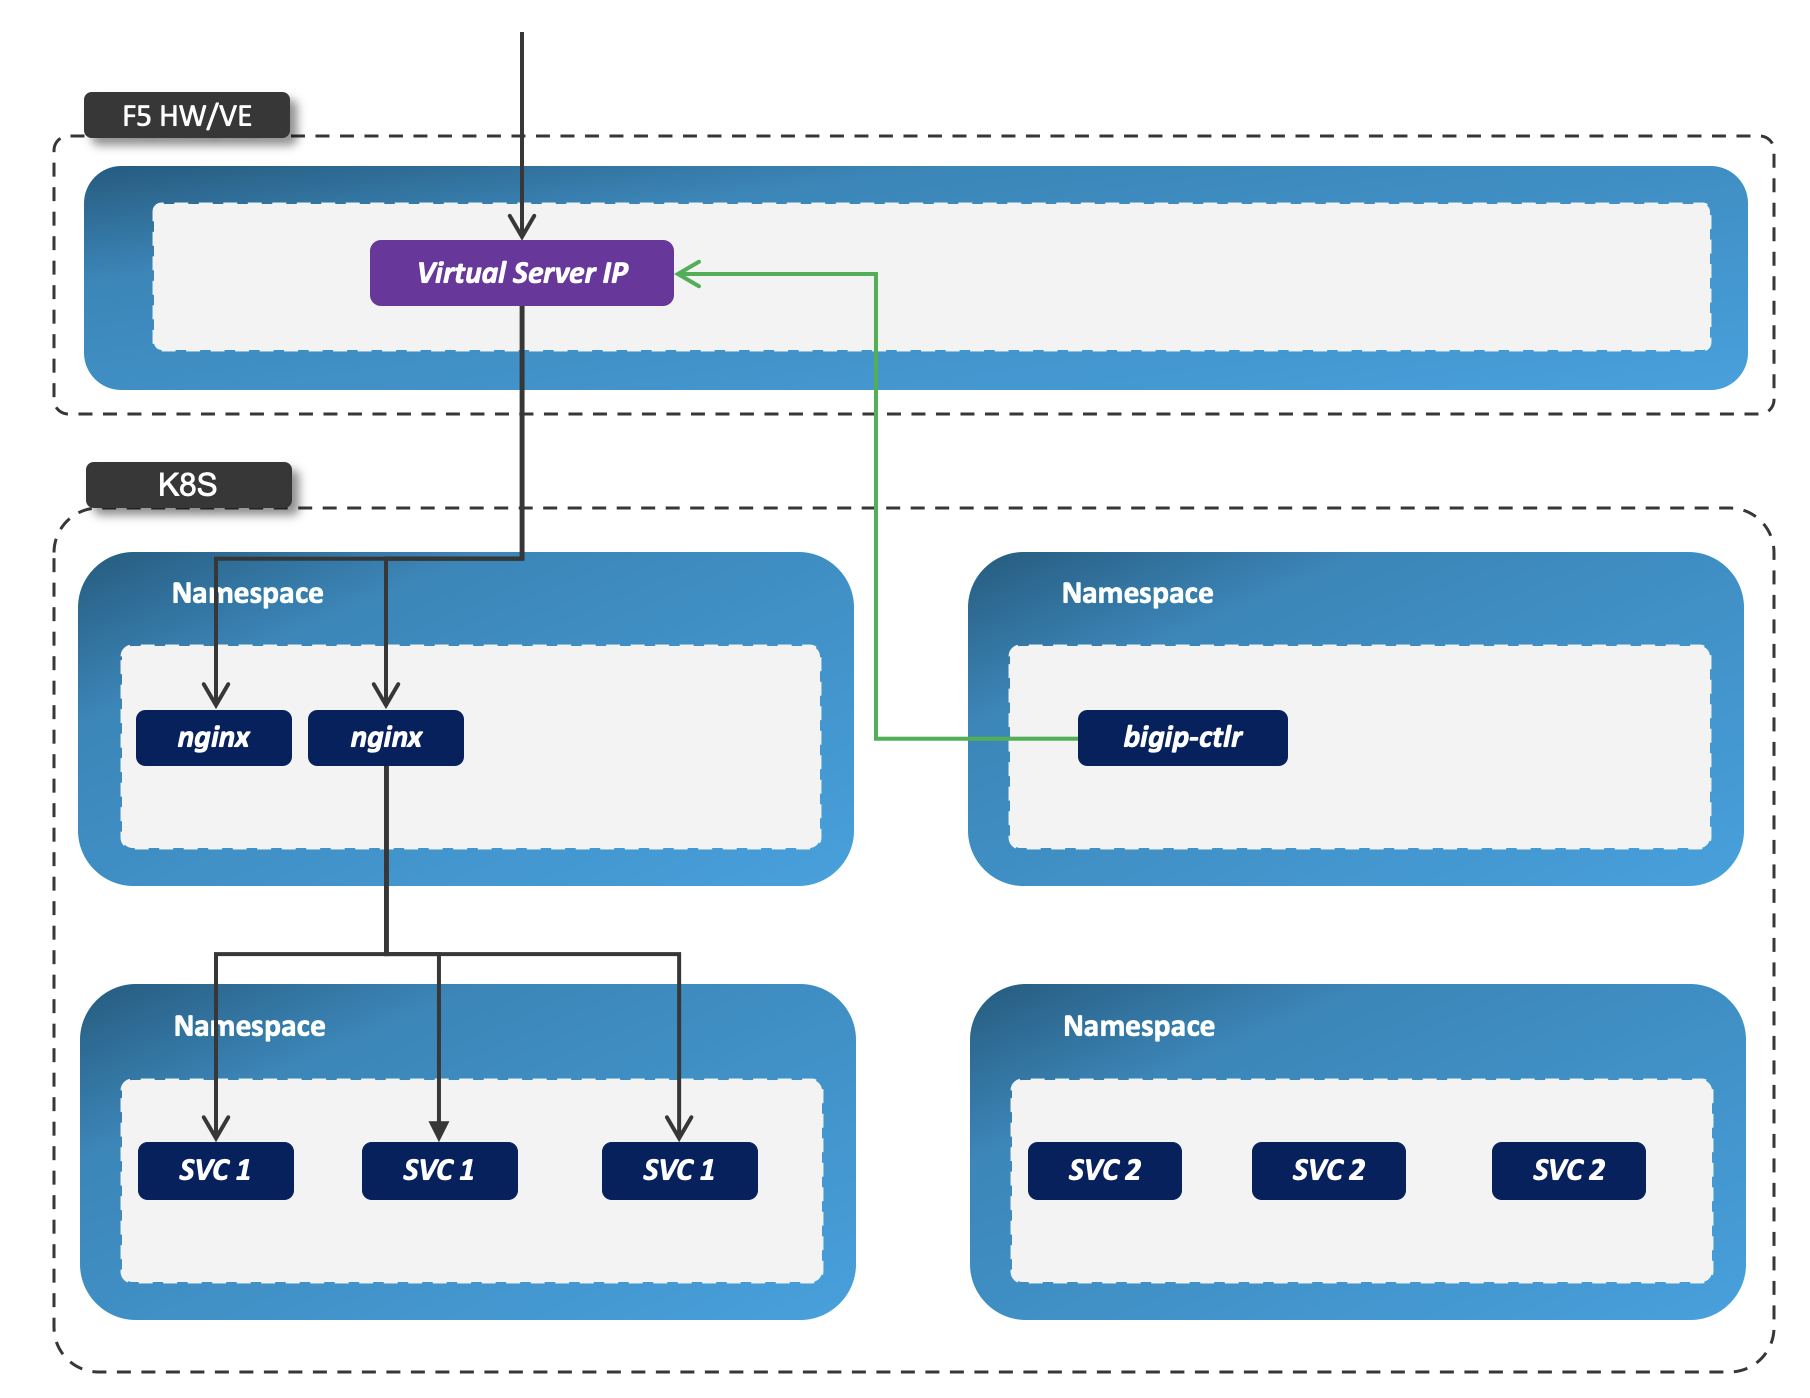 F5 HW/VE
Virtual Server IP
K8S
Namespace
Namespace
nginx
nginx
bigip-ctlr
Namespace
Namespace
SVC 1
SVC 1
SVC 1
SVC 2
SVC 2
SVC 2